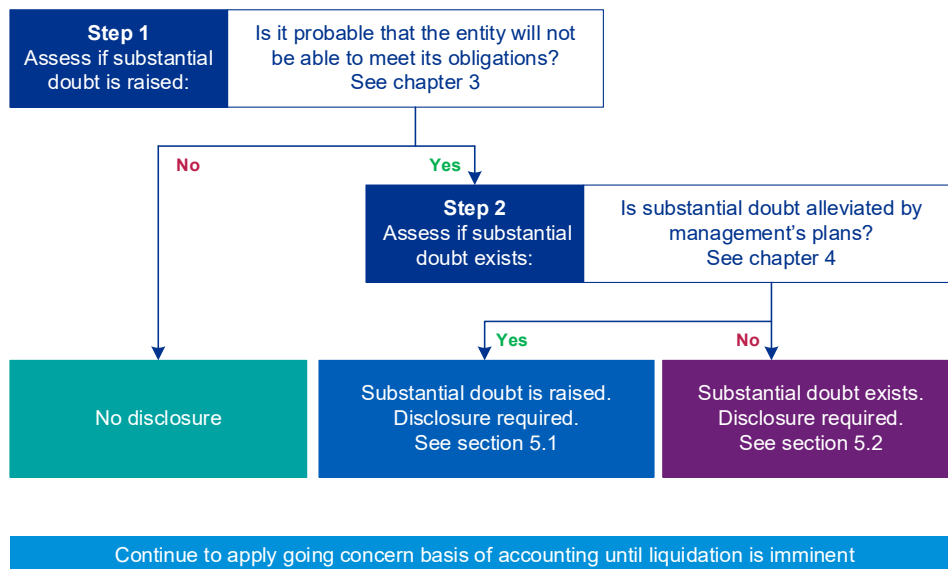 Step 1
Assess if substantial
doubt is raised:
Is it probable that the entity will not
be able to meet its obligations?
See chapter 3
No
Yes
Step 2
Assess if substantial
doubt exists:
Is substantial doubt alleviated by
management’s plans?
See chapter 4
Yes
No
No disclosure
Substantial doubt is raised.
Disclosure required.
See section 5.1
Substantial doubt exists.
Disclosure required.
See section 5.2
Continue to apply going concern basis of accounting until liquidation is imminent